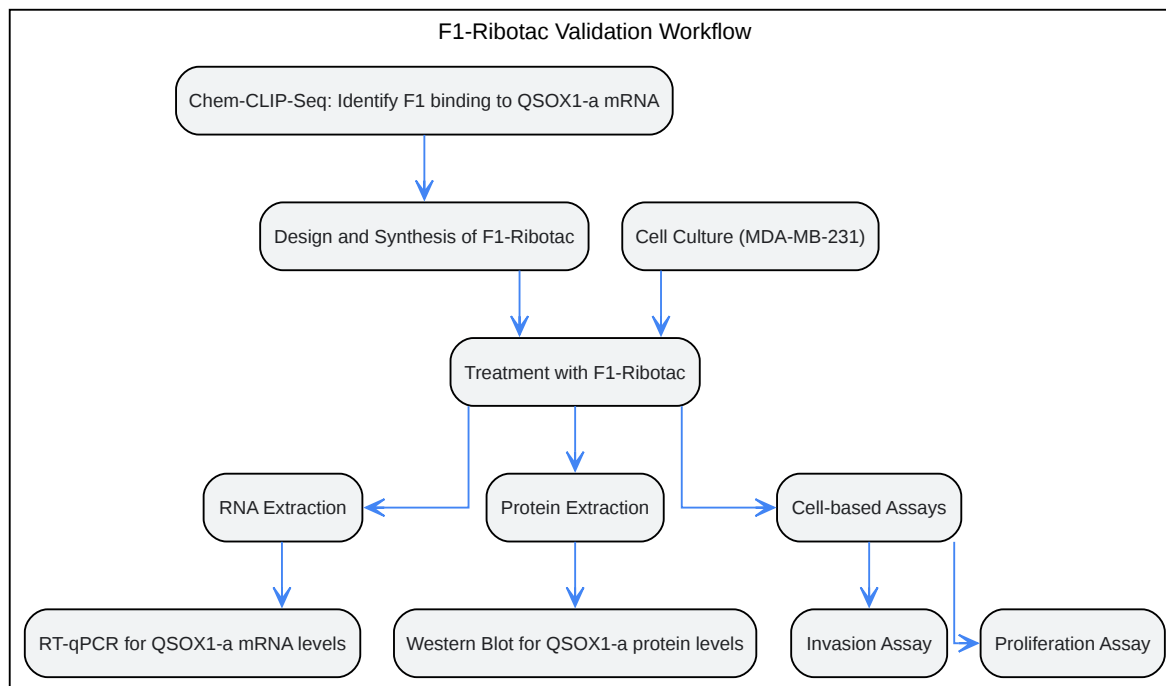 F1-Ribotac Validation Workflow
Chem-CLIP-Seq: Identify F1 binding to QSOX1-a mRNA
Design and Synthesis of F1-Ribotac
Cell Culture (MDA-MB-231)
Treatment with F1-Ribotac
RNA Extraction
Protein Extraction
Cell-based Assays
RT-qPCR for QSOX1-a mRNA levels
Western Blot for QSOX1-a protein levels
Invasion Assay
Proliferation Assay